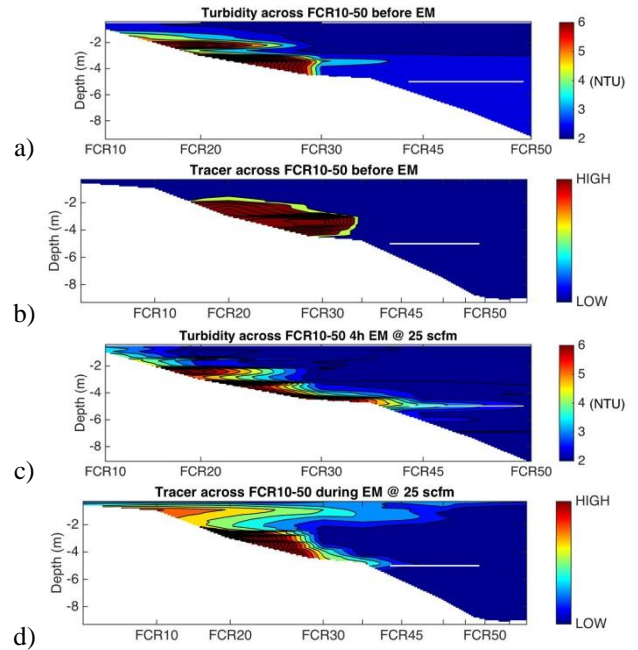 Turbidity across FCR10-50 before EM
Depth (m)
-2
-4
-6
-8
FCR10 FCR20 FCR30 FCR45 FCR50
6
5
4 (NTU)
3
2
a)
Tracer across FCR10-50 before EM
Depth (m)
-2
-4
-6
-8
FCR10 FCR20 FCR30 FCR45 FCR50
HIGH
LOW
b)
Turbidity across FCR10-50 4h EM @ 25 scfm
Depth (m)
-2
-4
-6
-8
FCR10 FCR20 FCR30 FCR45 FCR50
6
5
4 (NTU)
3
2
c)
Tracer across FCR10-50 during EM @ 25 scfm
Depth (m)
-2
-4
-6
-8
FCR10 FCR20 FCR30 FCR45 FCR50
HIGH
LOW
d)